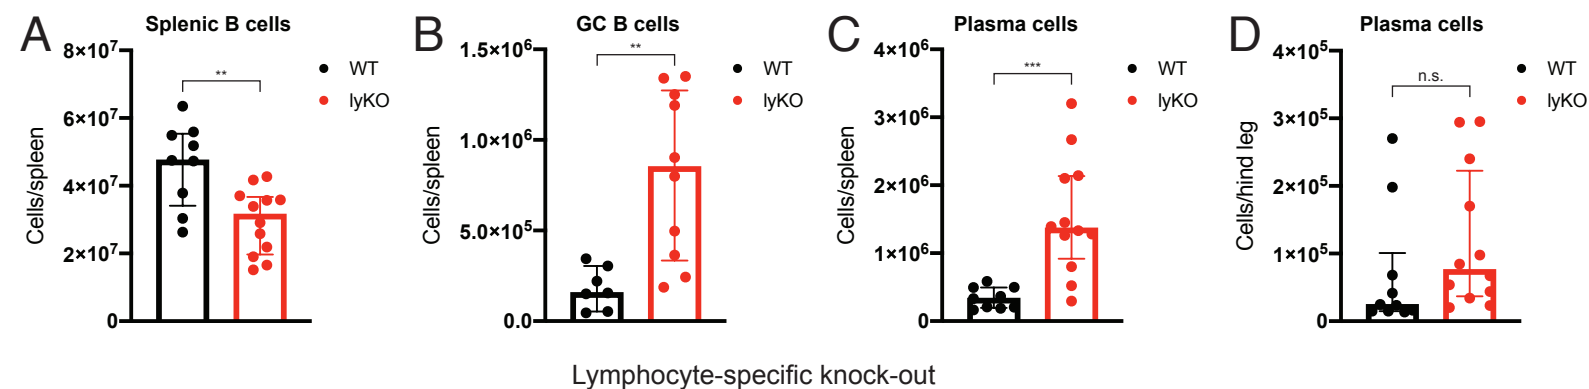 A
Splenic B cells
8×10⁷
6×10⁷
4×10⁷
2×10⁷
0
Cells/spleen
**
WT
lyKO
B
GC B cells
1.5×10⁶
1.0×10⁶
5.0×10⁵
0.0
Cells/spleen
**
WT
lyKO
C
Plasma cells
4×10⁶
3×10⁶
2×10⁶
1×10⁶
0
Cells/spleen
***
WT
lyKO
D
Plasma cells
4×10⁵
3×10⁵
2×10⁵
1×10⁵
0
Cells/hind leg
n.s.
WT
lyKO
Lymphocyte-specific knock-out